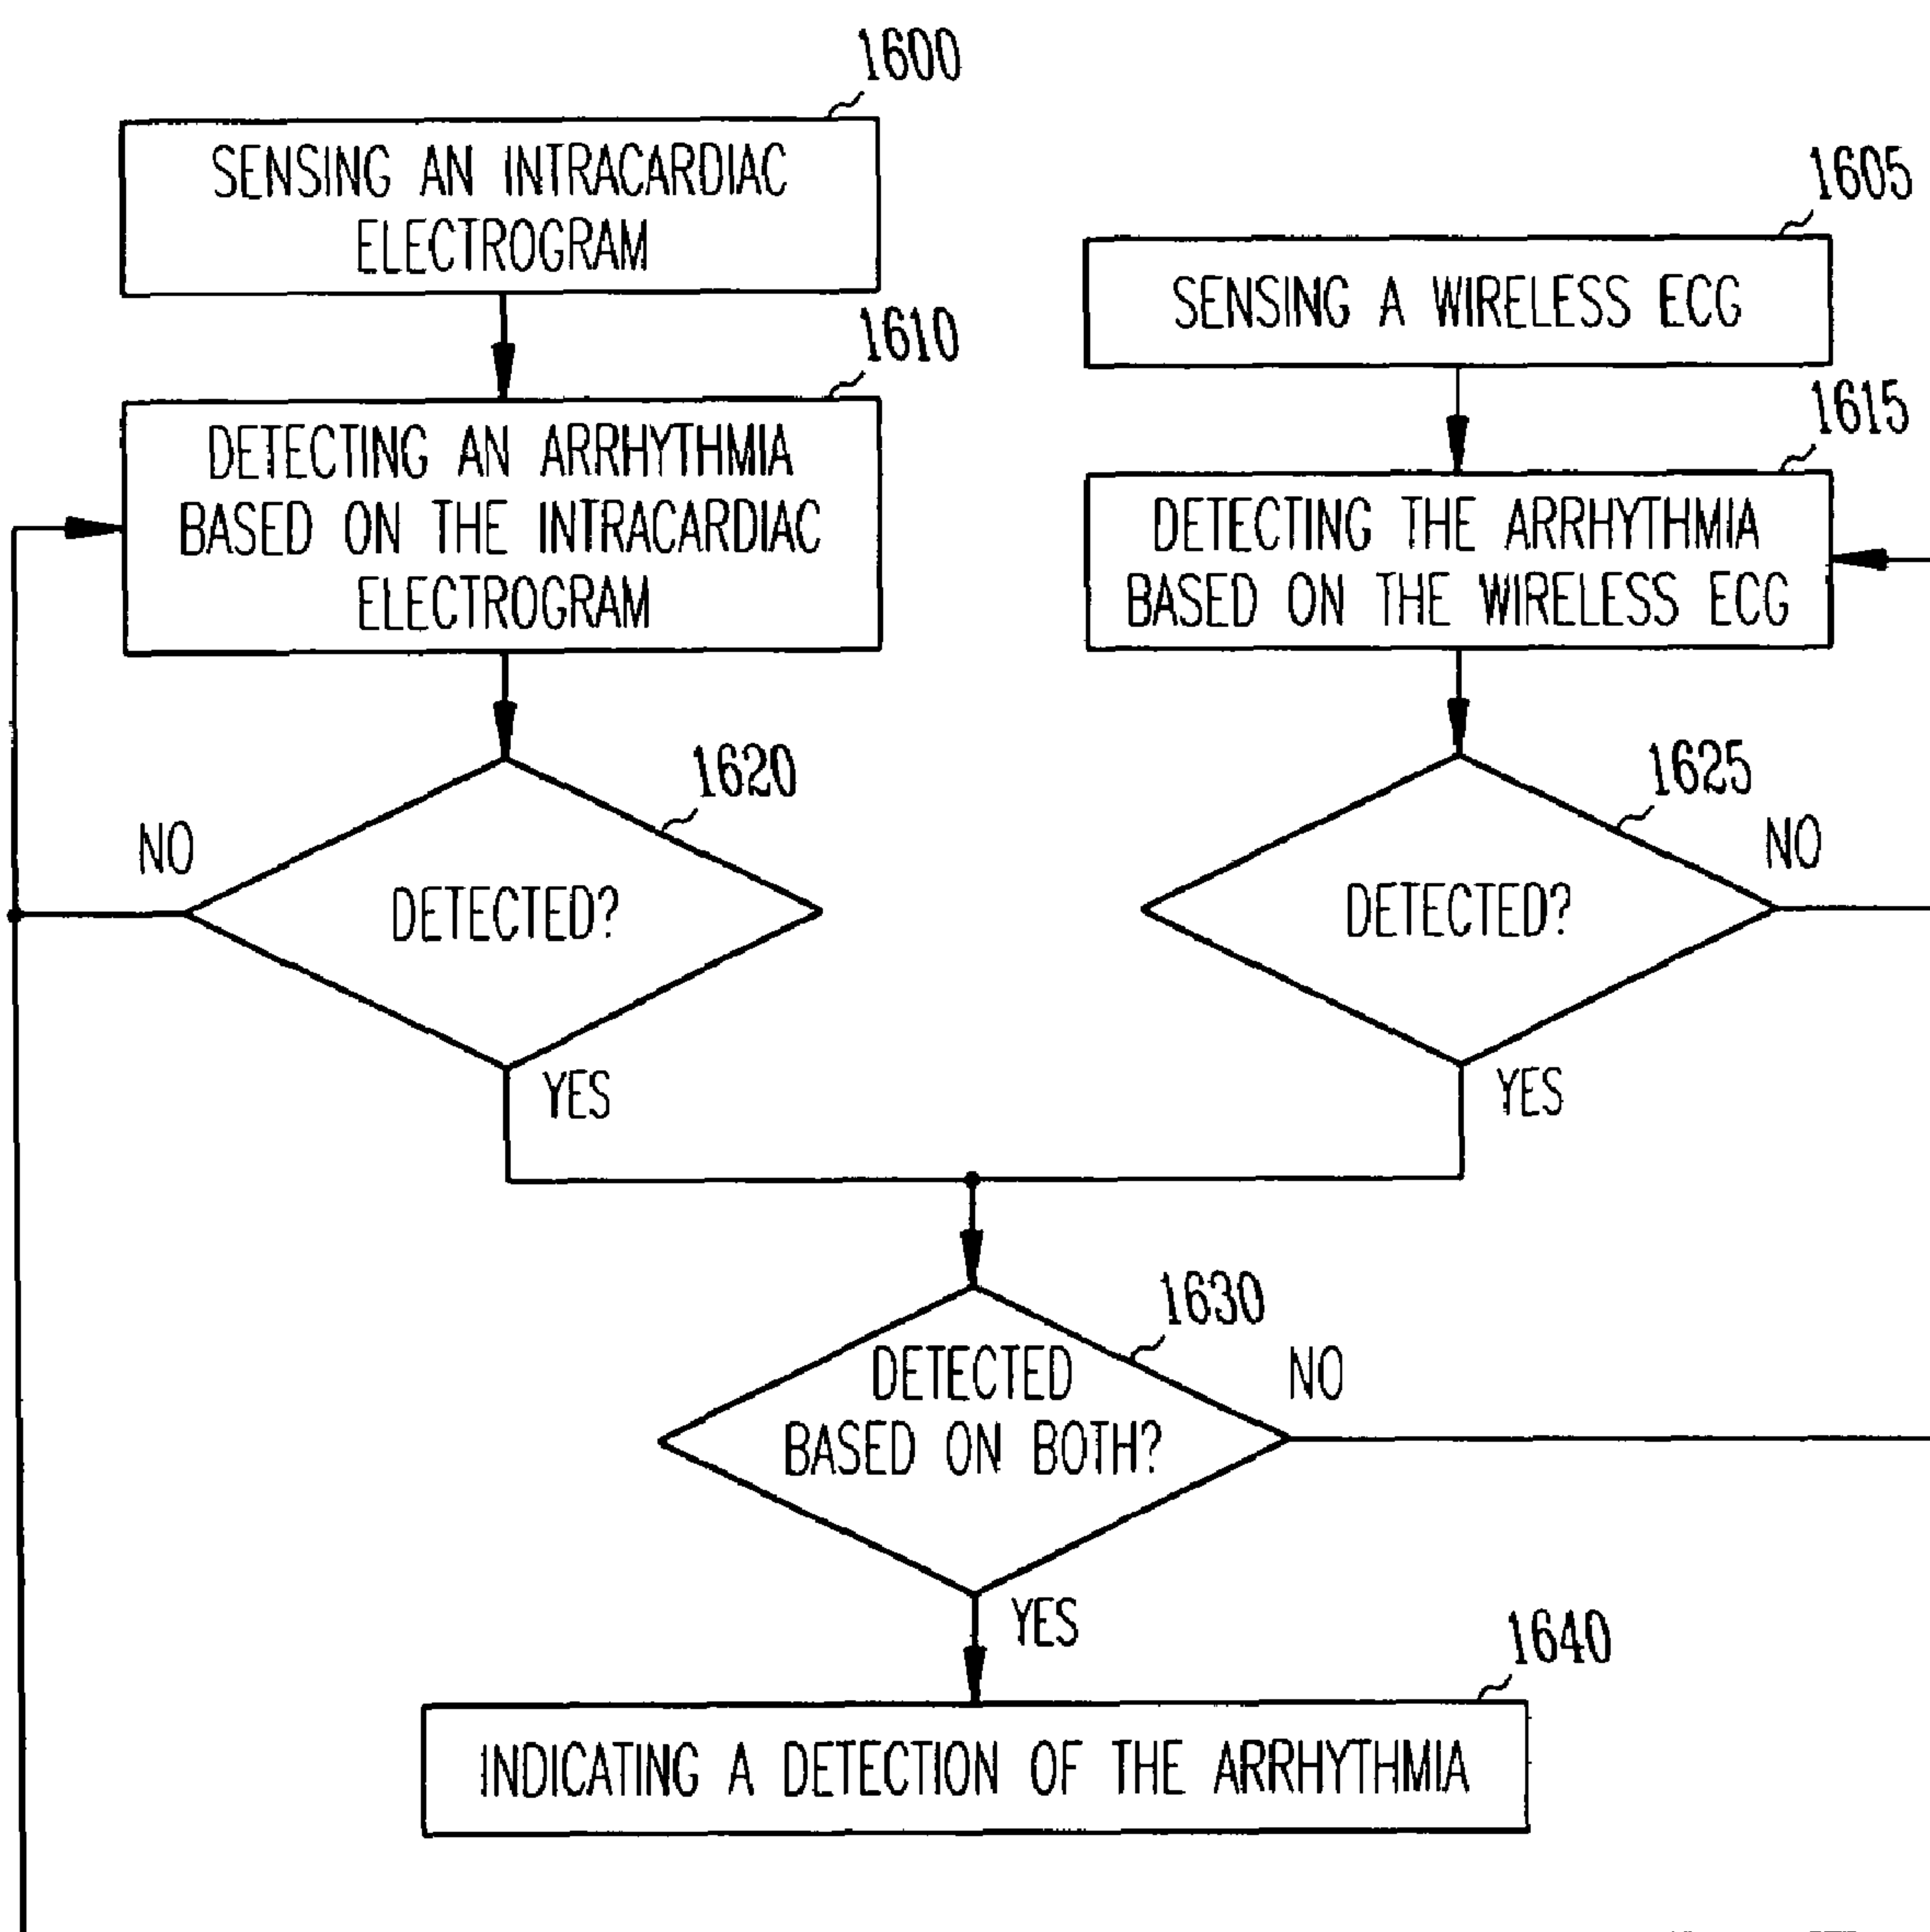 1600
SENSING AN INTRACARDIAC
ELECTROGRAM
1605
SENSING A WIRELESS ECG
1610
DETECTING AN ARRHYTHMIA
BASED ON THE INTRACARDIAC
ELECTROGRAM
1615
DETECTING THE ARRHYTHMIA
BASED ON THE WIRELESS ECG
1620
NO
DETECTED?
YES
1625
NO
DETECTED?
YES
1630
DETECTED
BASED ON BOTH?
NO
YES
1640
INDICATING A DETECTION OF THE ARRHYTHMIA